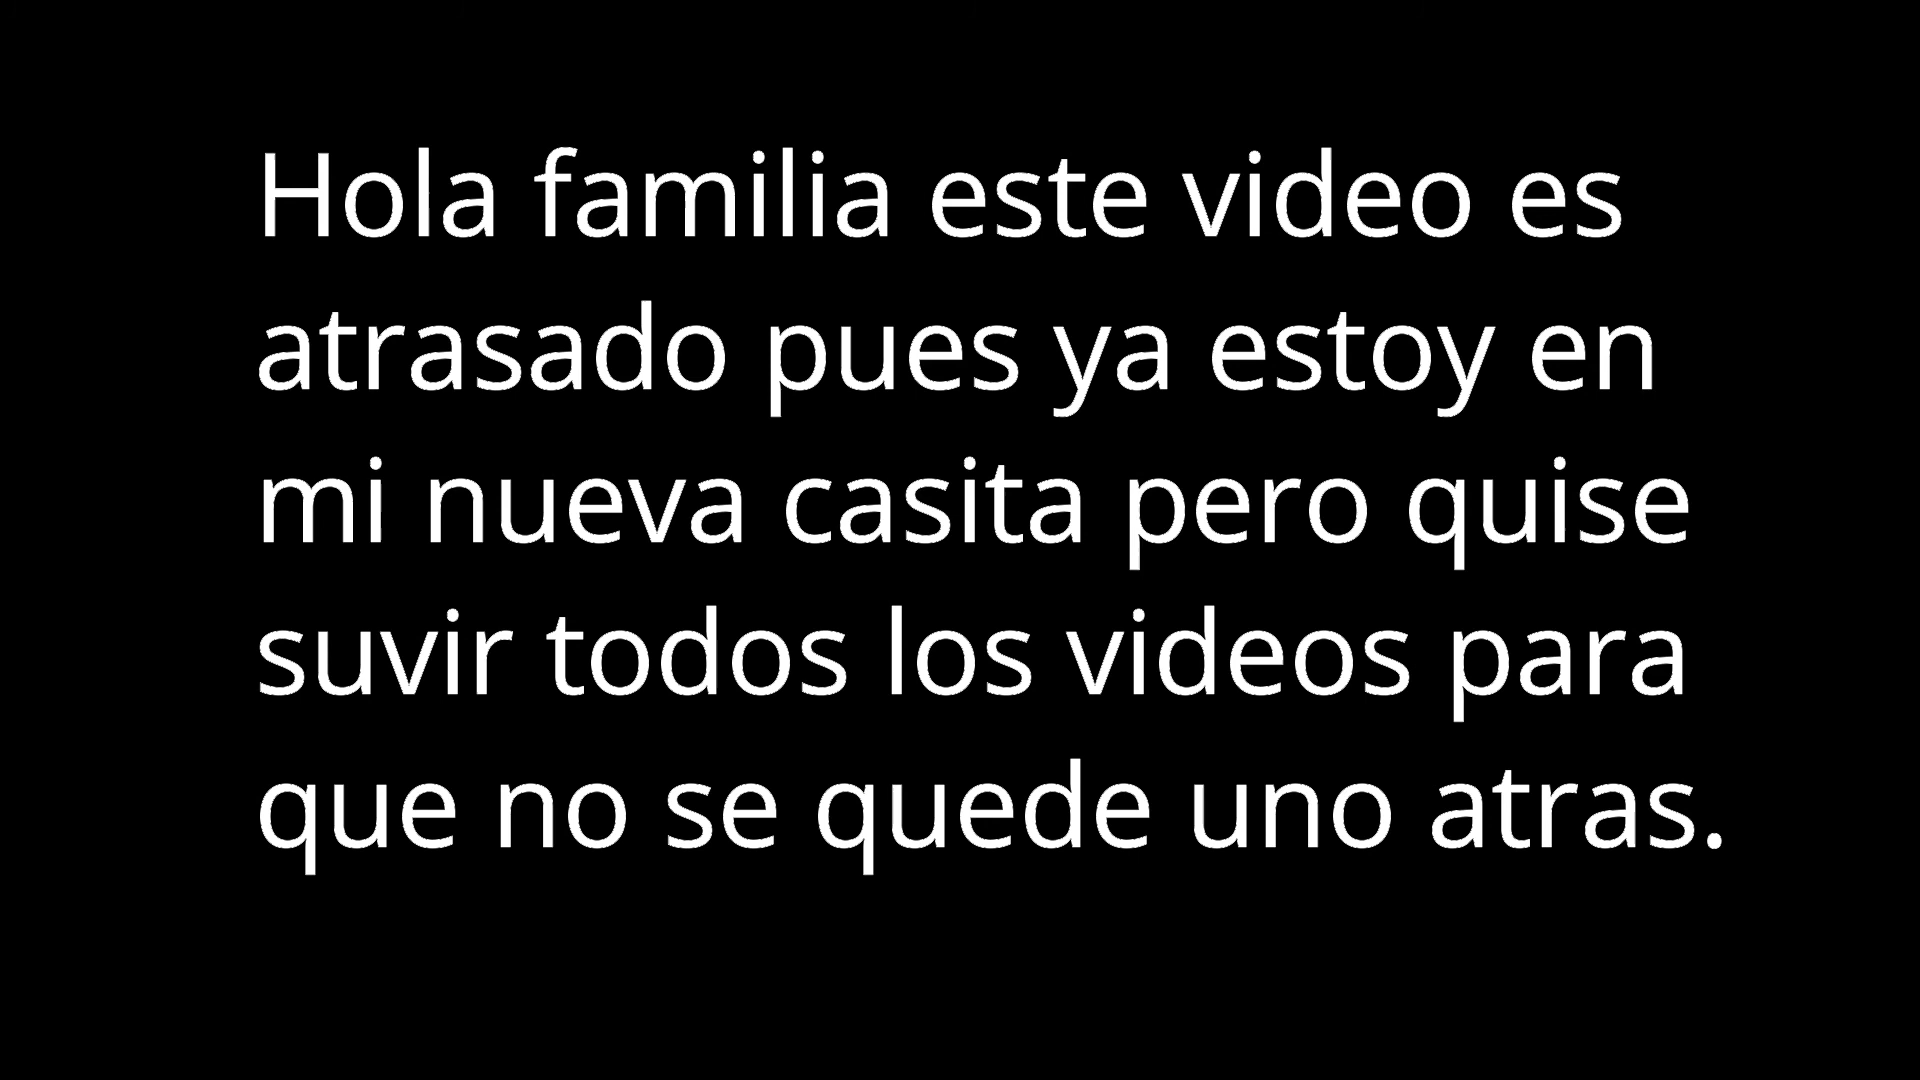 Hola familia este video es
atrasado pues ya estoy en
mi nueva casita pero quise
suvir todos los videos para
que no se quede uno atras.